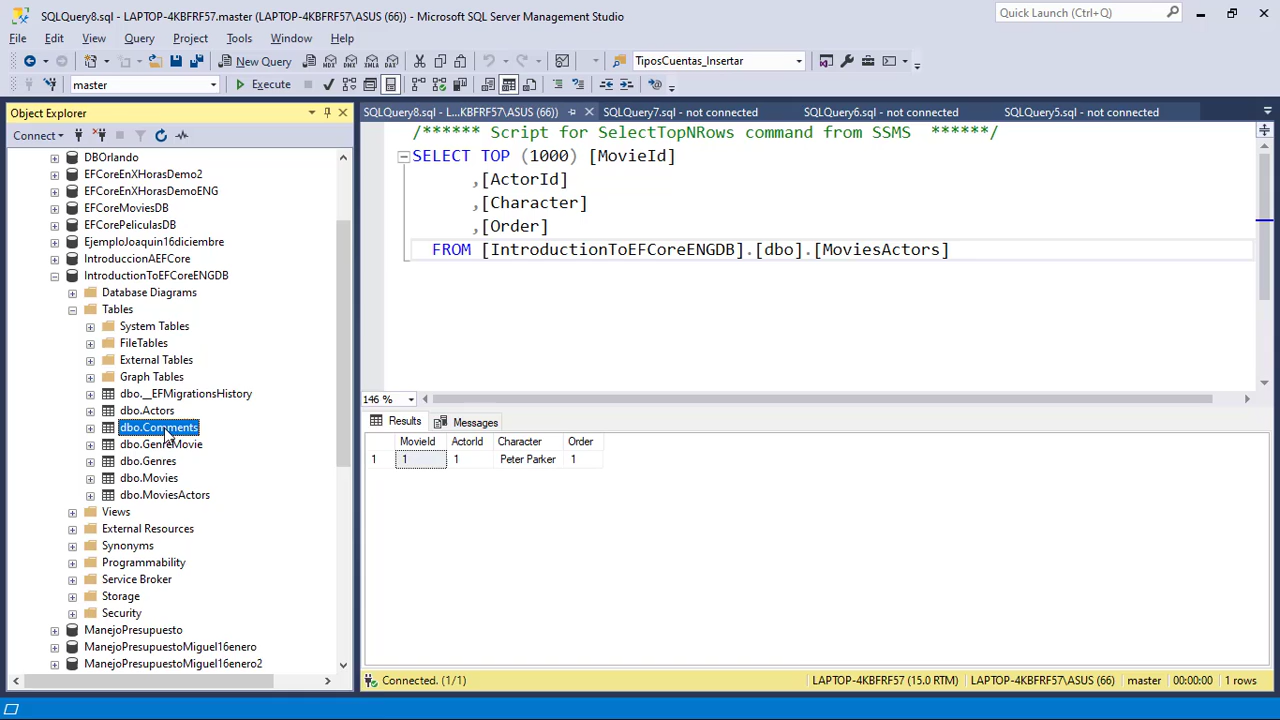 SQLQuery8.sql - LAPTOP-4KBFRF57.master (LAPTOP-4KBFRF57\ASUS (66)) - Microsoft SQL Server Management Studio
Quick Launch (Ctrl+Q)
File Edit View Query Project Tools Window Help
New Query
TiposCuentas_Insertar
master
Execute
Object Explorer
SQLQuery8.sql - L...KBFRF57\ASUS (66))
SQLQuery7.sql - not connected
SQLQuery6.sql - not connected
SQLQuery5.sql - not connected
Connect
DBOrlando
EFCoreEnXHorasDemo2
EFCoreEnXHorasDemoENG
EFCoreMoviesDB
EFCorePeliculasDB
EjemploJoaquin16diciembre
IntroduccionAEFCore
IntroductionToEFCoreENGDB
Database Diagrams
Tables
System Tables
FileTables
External Tables
Graph Tables
dbo.__EFMigrationsHistory
dbo.Actors
dbo.Comments
dbo.GenreMovie
dbo.Genres
dbo.Movies
dbo.MoviesActors
Views
External Resources
Synonyms
Programmability
Service Broker
Storage
Security
ManejoPresupuesto
ManejoPresupuestoMiguel16enero
ManejoPresupuestoMiguel16enero2
/****** Script for SelectTopNRows command from SSMS  ******/
SELECT TOP (1000) [MovieId]
,[ActorId]
,[Character]
,[Order]
FROM [IntroductionToEFCoreENGDB].[dbo].[MoviesActors]
146 %
Results Messages
MovieId ActorId Character Order
1 1 1 Peter Parker 1
Connected. (1/1)
LAPTOP-4KBFRF57 (15.0 RTM) LAPTOP-4KBFRF57\ASUS (66) master 00:00:00 1 rows